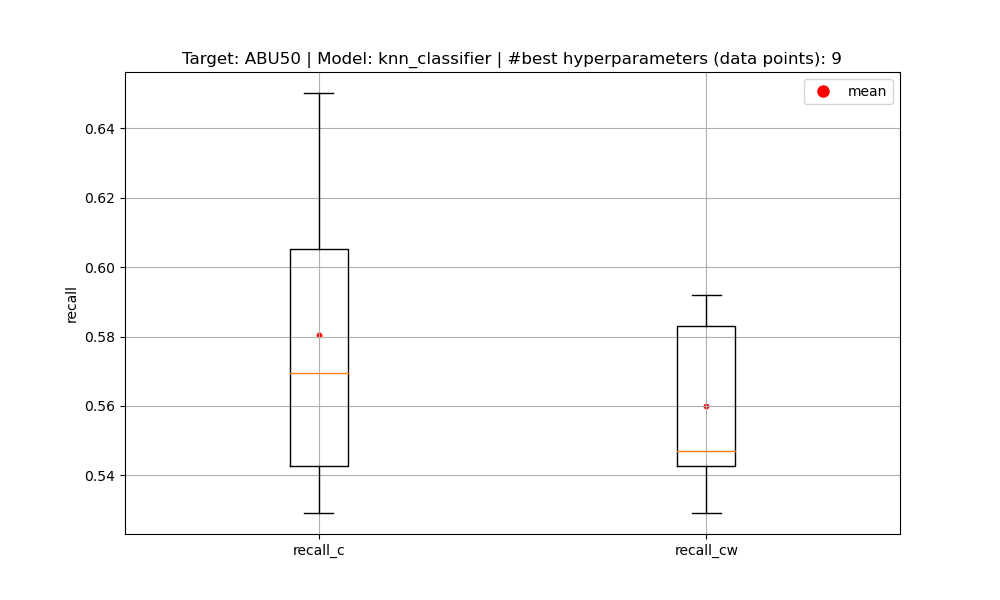 Target: ABU50 | Model: knn_classifier | #best hyperparameters (data points): 9
mean
0.64
0.62
0.60
0.58
0.56
0.54
recall
recall_c
recall_cw